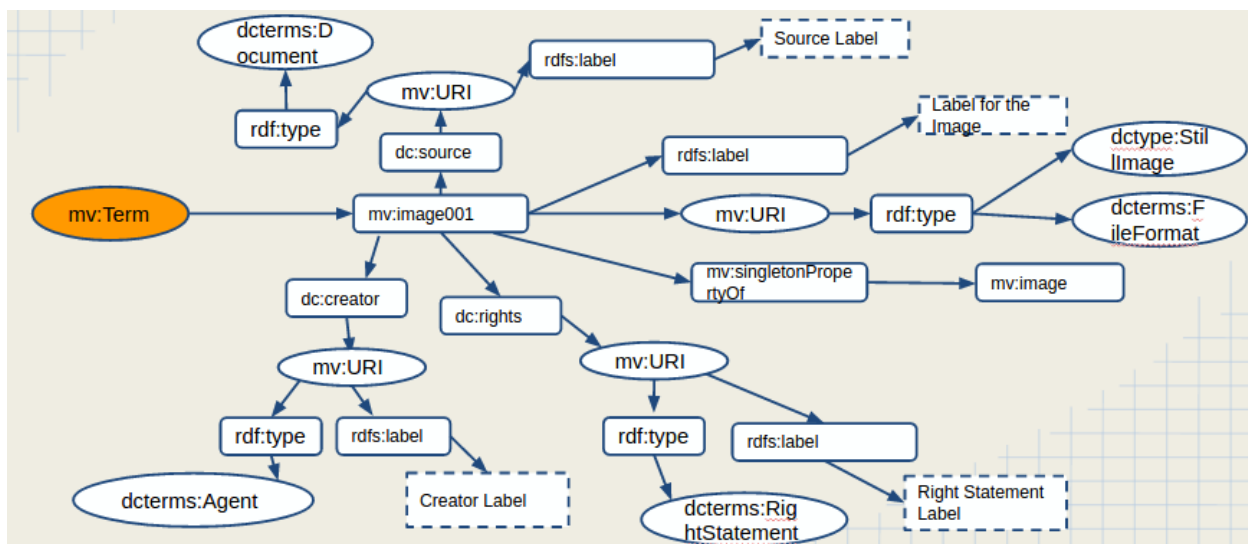 dcterms:D
ocument
rdfs:label
Source Label
mv:URI
rdf:type
dc:source
Label for the
Image
rdfs:label
dctype:Stil
lImage
mv:Term
mv:image001
mv:URI
rdf:type
dcterms:F
ileFormat
mv:singletonPrope
rtyOf
mv:image
dc:creator
dc:rights
mv:URI
mv:URI
rdf:type
rdfs:label
rdf:type
rdfs:label
dcterms:Agent
Creator Label
dcterms:Rig
htStatement
Right Statement
Label